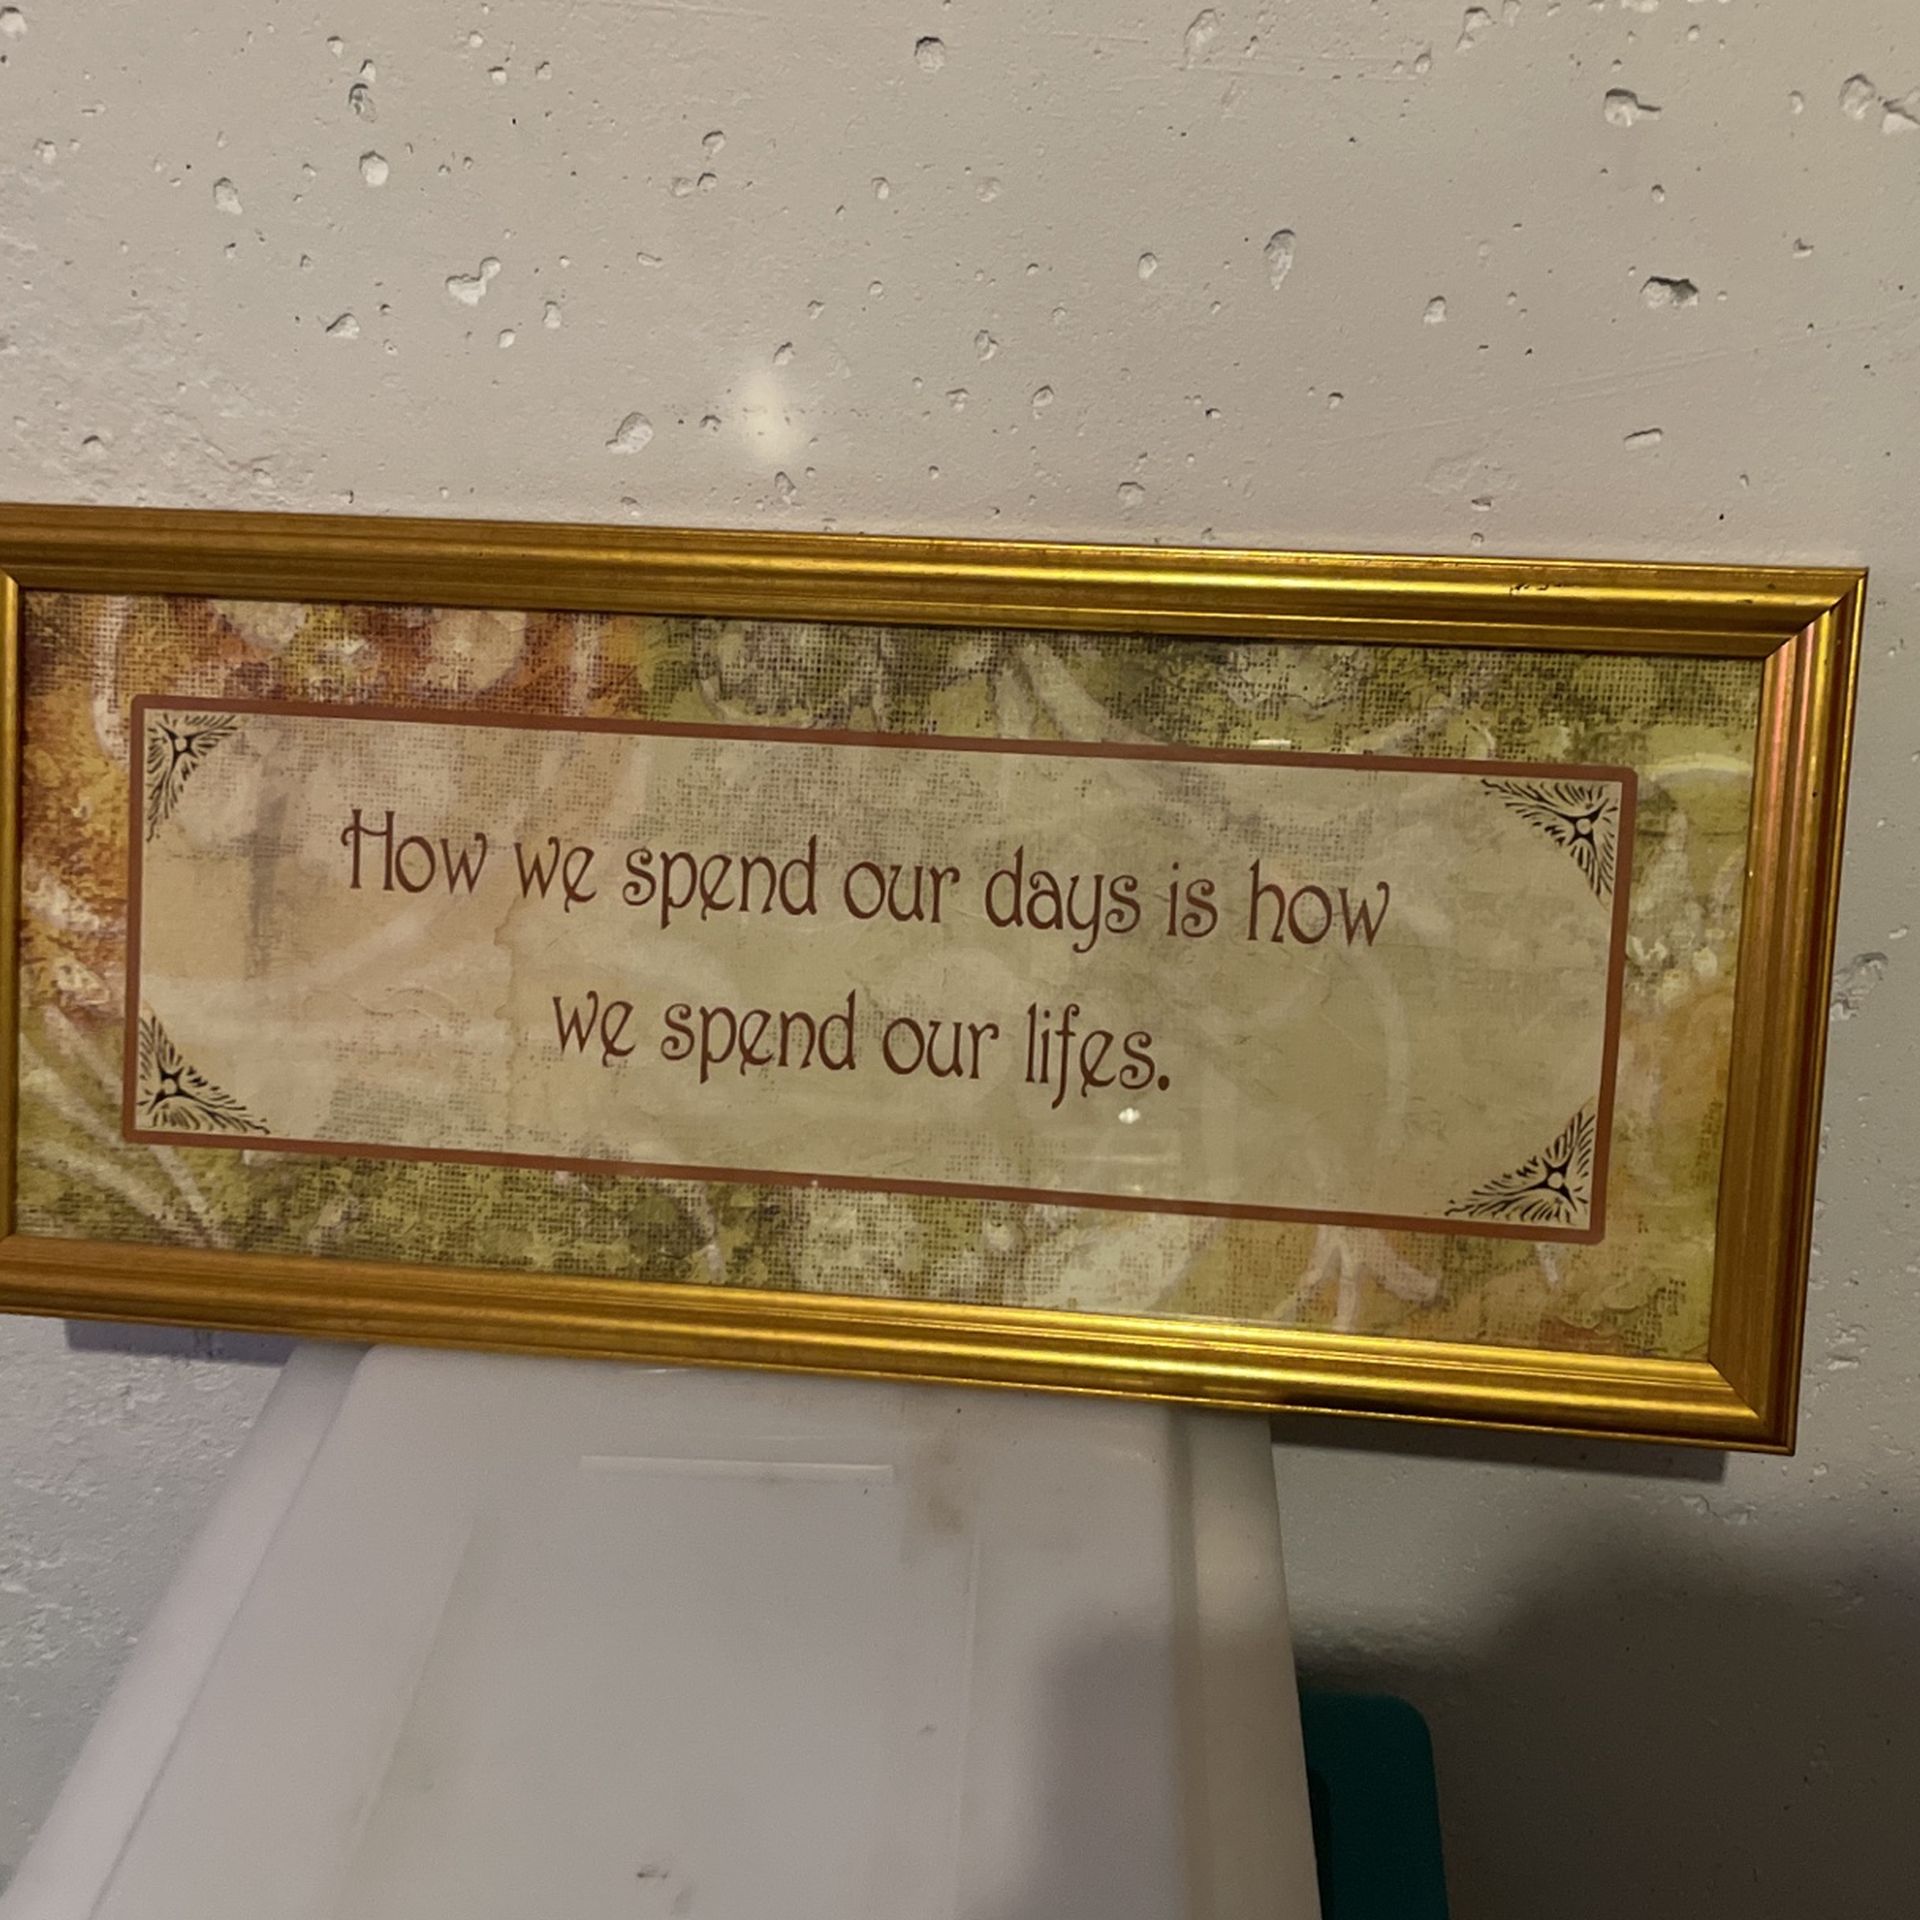 How we spend our days is how
we spend our lifes.